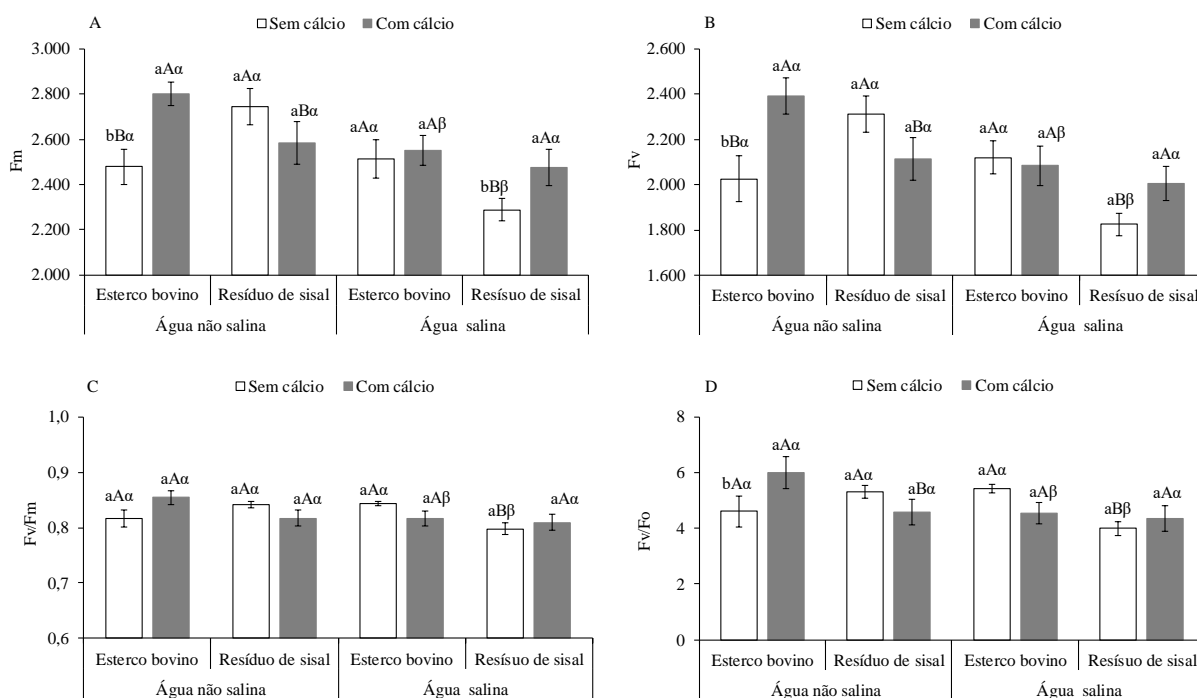 A
Sem cálcio Com cálcio
3.000
2.800
2.600
2.400
2.200
2.000
Fm
bBα aAα aAα aBα aAα aAβ bBβ aAα
Esterco bovino Resíduo de sisal Esterco bovino Resísuo de sisal
Água não salina Água salina
B
Sem cálcio Com cálcio
2.600
2.400
2.200
2.000
1.800
1.600
Fv
bBα aAα aAα aBα aAα aAβ aBβ aAα
Esterco bovino Resíduo de sisal Esterco bovino Resísuo de sisal
Água não salina Água salina
C
Sem cálcio Com cálcio
1,0
0,9
0,8
0,7
0,6
Fv/Fm
aAα aAα aAα aAα aAα aAβ aBβ aAα
Esterco bovino Resíduo de sisal Esterco bovino Resísuo de sisal
Água não salina Água salina
D
Sem cálcio Com cálcio
8
6
4
2
0
Fv/Fo
bAα aAα aAα aBα aAα aAβ aBβ aAα
Esterco bovino Resíduo de sisal Esterco bovino Resísuo de sisal
Água não salina Água salina